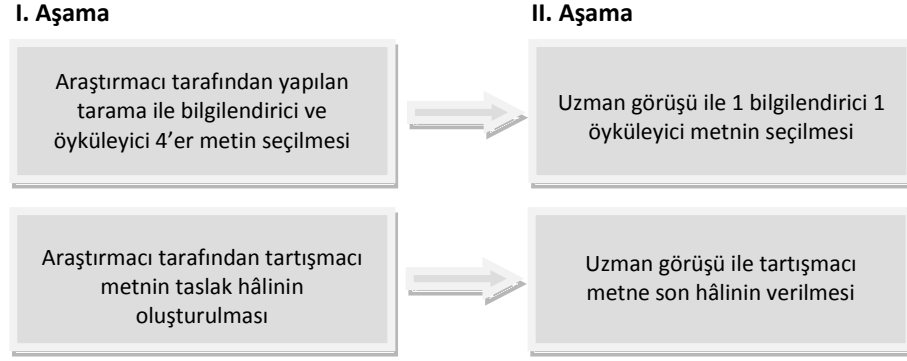 I. Aşama
II. Aşama
Araştırmacı tarafından yapılan
tarama ile bilgilendirici ve
öyküleyici 4’er metin seçilmesi
Uzman görüşü ile 1 bilgilendirici 1
öyküleyici metnin seçilmesi
Araştırmacı tarafından tartışmacı
metnin taslak hâlinin
oluşturulması
Uzman görüşü ile tartışmacı
metne son hâlinin verilmesi